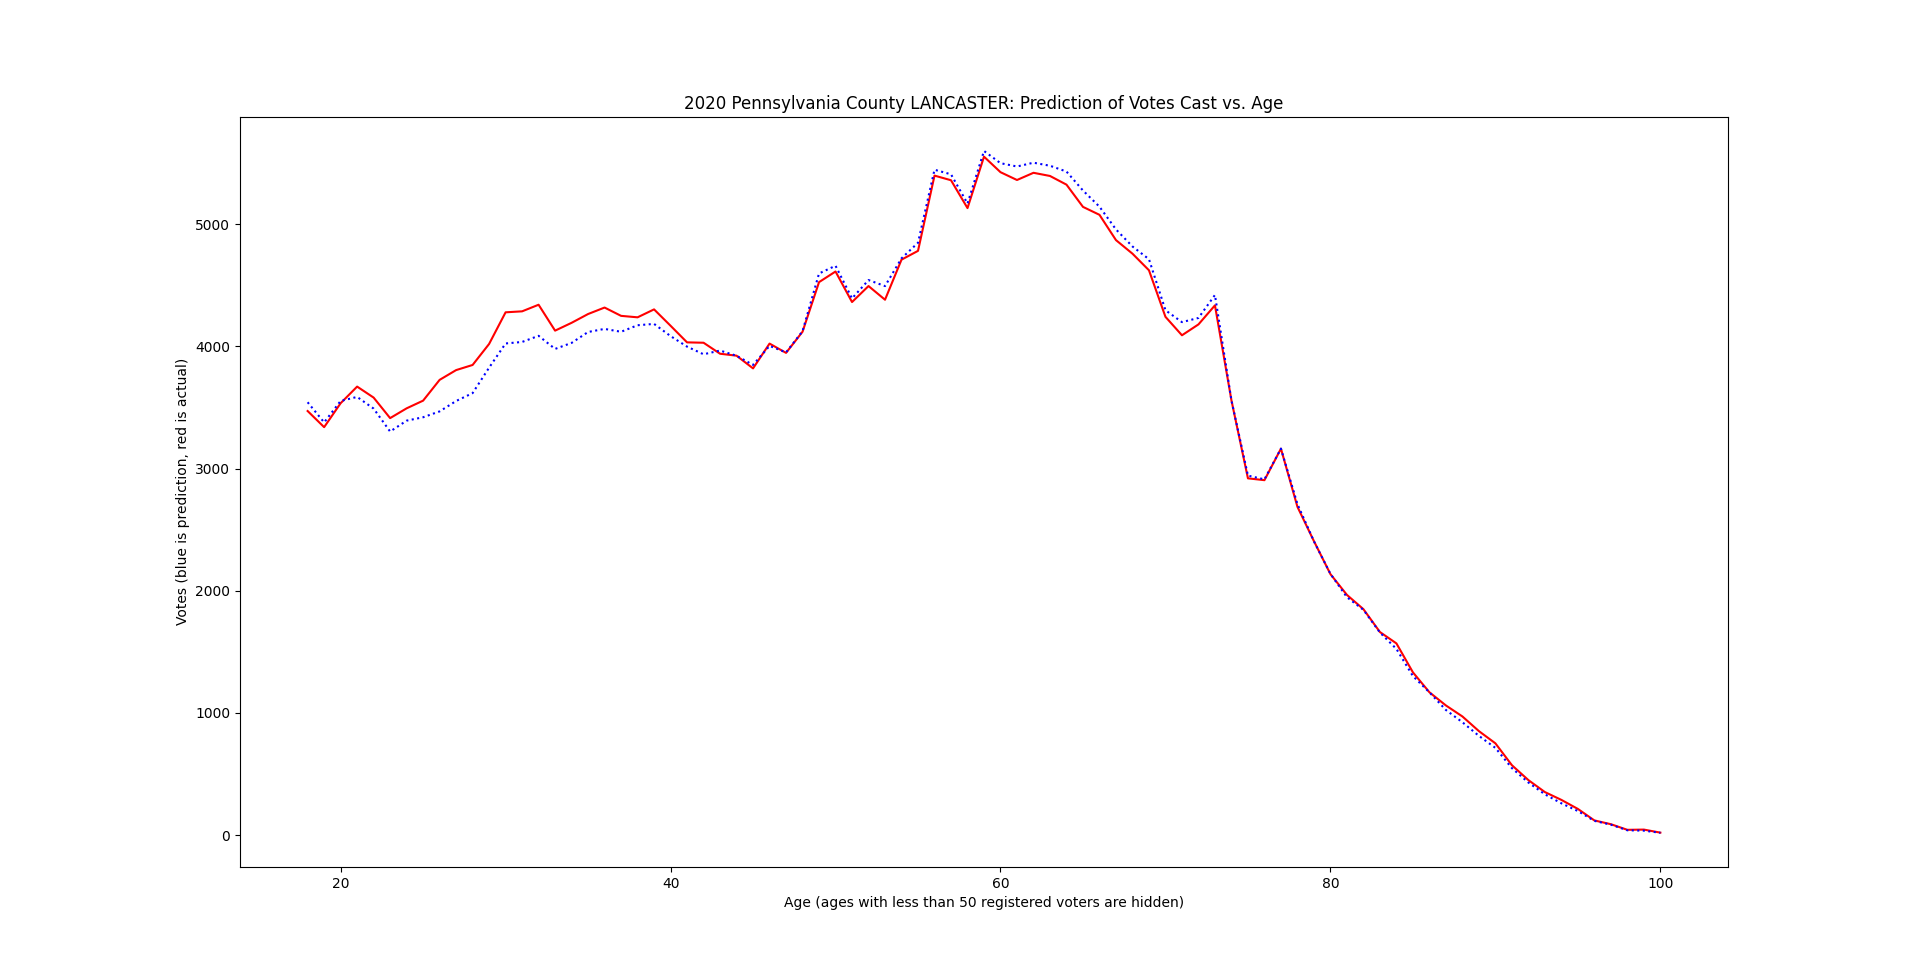 2020 Pennsylvania County LANCASTER: Prediction of Votes Cast vs. Age
Votes (blue is prediction, red is actual)
5000
4000
3000
2000
1000
0
20 40 60 80 100
Age (ages with less than 50 registered voters are hidden)